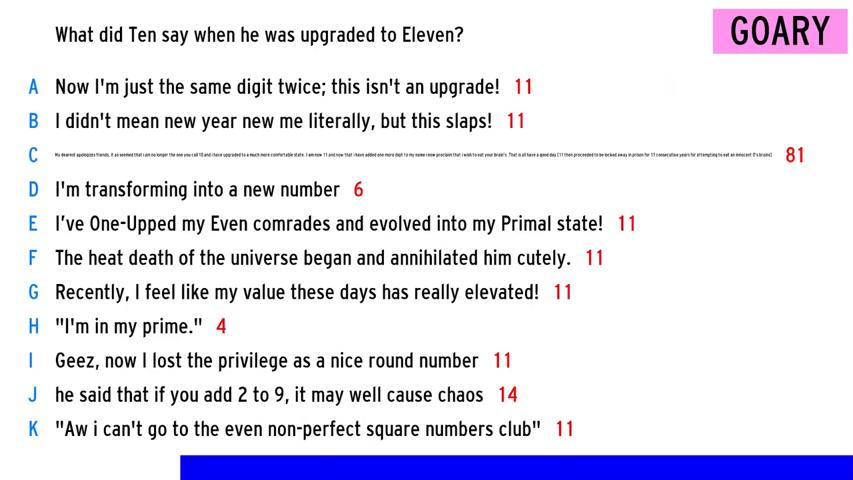 GOARY
What did Ten say when he was upgraded to Eleven?
A Now I'm just the same digit twice; this isn't an upgrade! 11
B I didn't mean new year new me literally, but this slaps! 11
C My dearest apologizes friends, it as seemed that i am no longer the one you call 10 and i have upgraded to a much more comfortable state. I am now 11 and now that i have added one more digit to my name i now proclaim that i wish to eat your brain's. That is all have a good day (11 then proceeded to be locked away in prison for 11 consecutive years for attempting to eat an innocent 0's brains) 81
D I'm transforming into a new number 6
E I've One-Upped my Even comrades and evolved into my Primal state! 11
F The heat death of the universe began and annihilated him cutely. 11
G Recently, I feel like my value these days has really elevated! 11
H "I'm in my prime." 4
I Geez, now I lost the privilege as a nice round number 11
J he said that if you add 2 to 9, it may well cause chaos 14
K "Aw i can't go to the even non-perfect square numbers club" 11